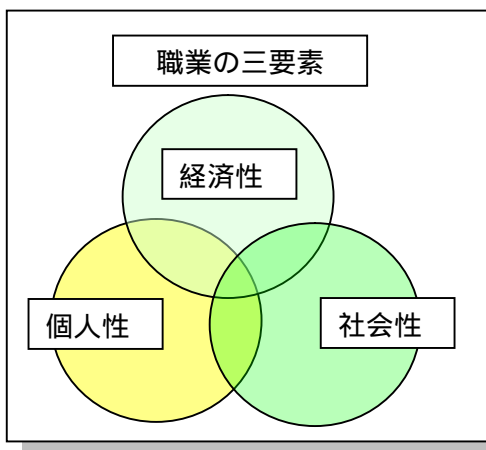 職業の三要素
経済性
個人性
社会性